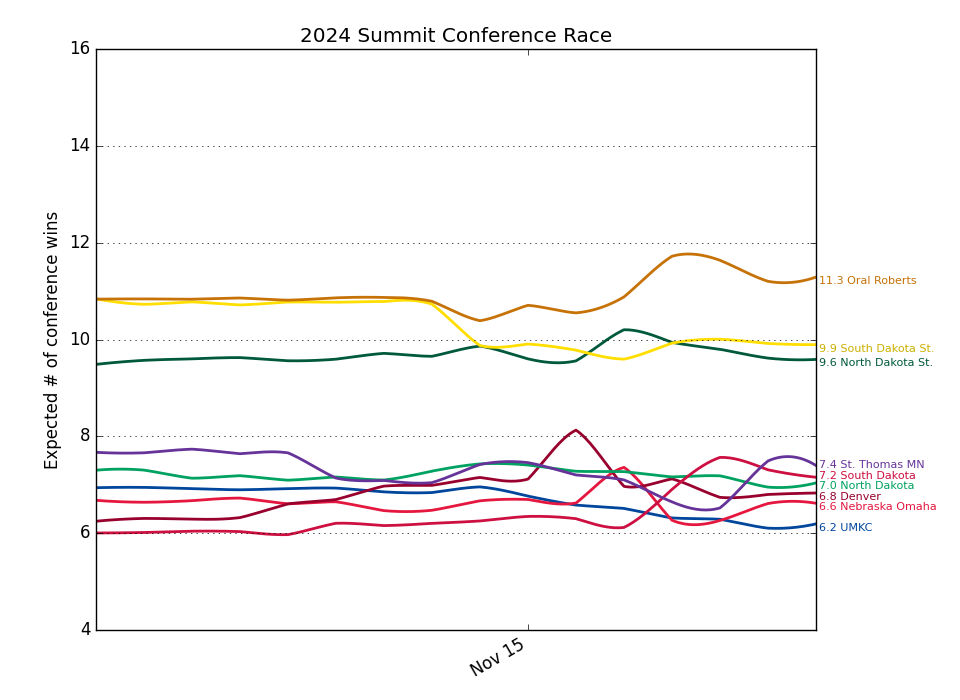 2024 Summit Conference Race
Expected # of conference wins
16
14
12
10
8
6
4
Nov 15
11.3 Oral Roberts
9.9 South Dakota St.
9.6 North Dakota St.
7.4 St. Thomas MN
7.2 South Dakota
7.0 North Dakota
6.8 Denver
6.6 Nebraska Omaha
6.2 UMKC